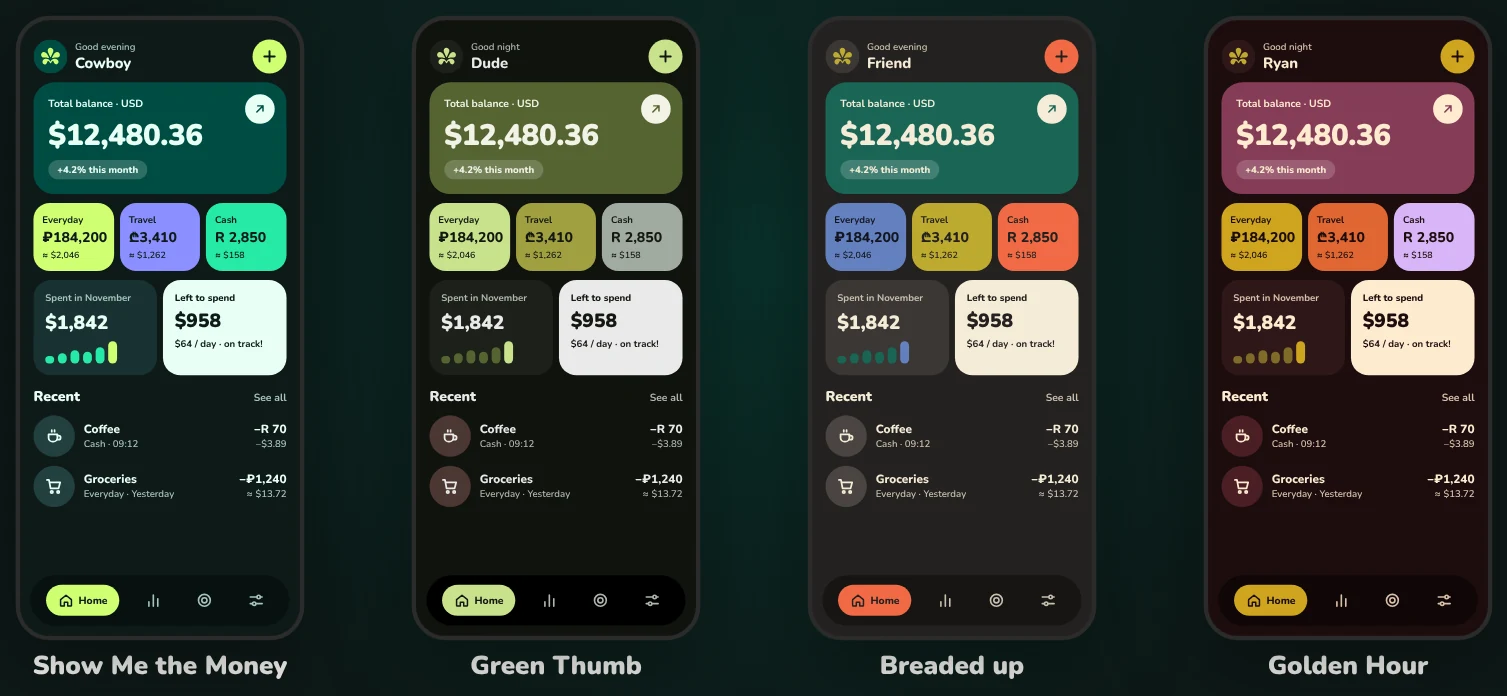 Good evening
Cowboy
Total balance · USD
$12,480.36
+4.2% this month
Everyday
₽184,200
≈ $2,046
Travel
₾3,410
≈ $1,262
Cash
R 2,850
≈ $158
Spent in November
$1,842
Left to spend
$958
$64 / day · on track!
Recent
See all
Coffee
Cash · 09:12
−R 70
−$3.89
Groceries
Everyday · Yesterday
−₽1,240
≈ $13.72
Home
Show Me the Money
Good night
Dude
Total balance · USD
$12,480.36
+4.2% this month
Everyday
₽184,200
≈ $2,046
Travel
₾3,410
≈ $1,262
Cash
R 2,850
≈ $158
Spent in November
$1,842
Left to spend
$958
$64 / day · on track!
Recent
See all
Coffee
Cash · 09:12
−R 70
−$3.89
Groceries
Everyday · Yesterday
−₽1,240
≈ $13.72
Home
Green Thumb
Good evening
Friend
Total balance · USD
$12,480.36
+4.2% this month
Everyday
₽184,200
≈ $2,046
Travel
₾3,410
≈ $1,262
Cash
R 2,850
≈ $158
Spent in November
$1,842
Left to spend
$958
$64 / day · on track!
Recent
See all
Coffee
Cash · 09:12
−R 70
−$3.89
Groceries
Everyday · Yesterday
−₽1,240
≈ $13.72
Home
Breaded up
Good night
Ryan
Total balance · USD
$12,480.36
+4.2% this month
Everyday
₽184,200
≈ $2,046
Travel
₾3,410
≈ $1,262
Cash
R 2,850
≈ $158
Spent in November
$1,842
Left to spend
$958
$64 / day · on track!
Recent
See all
Coffee
Cash · 09:12
−R 70
−$3.89
Groceries
Everyday · Yesterday
−₽1,240
≈ $13.72
Home
Golden Hour